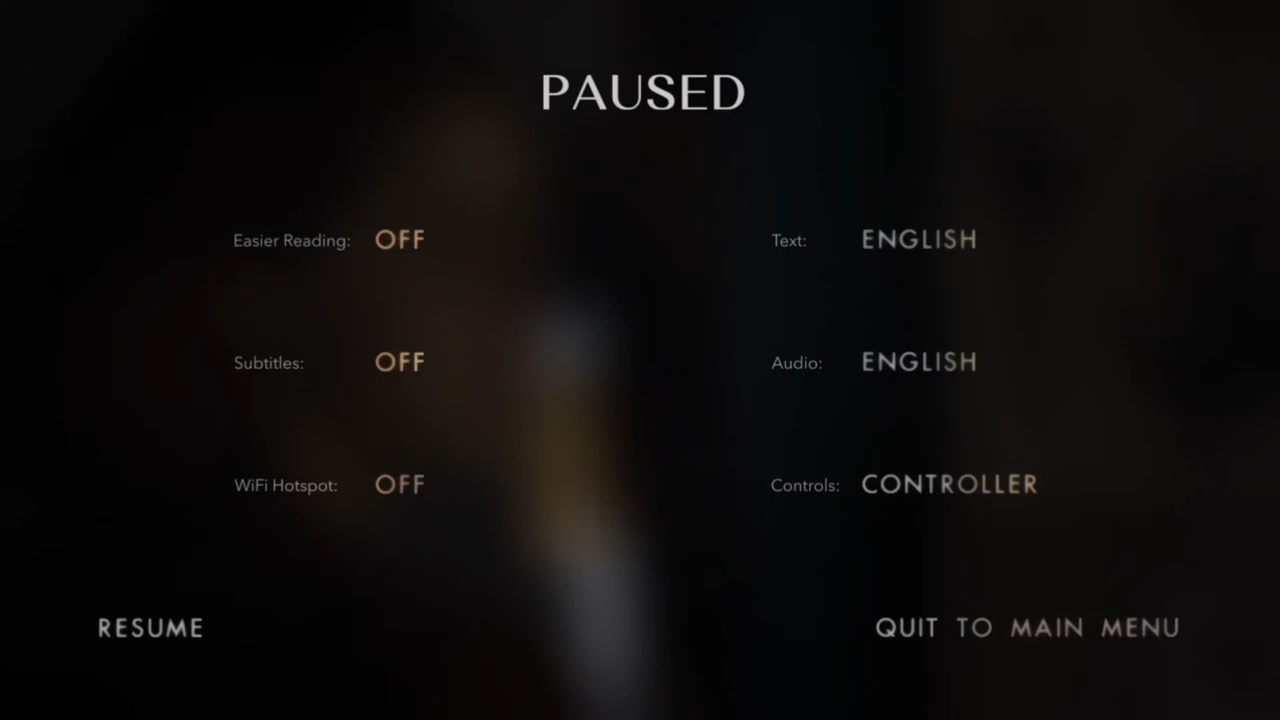 PAUSED
Easier Reading: OFF
Text: ENGLISH
Subtitles: OFF
Audio: ENGLISH
WiFi Hotspot: OFF
Controls: CONTROLLER
RESUME
QUIT TO MAIN MENU